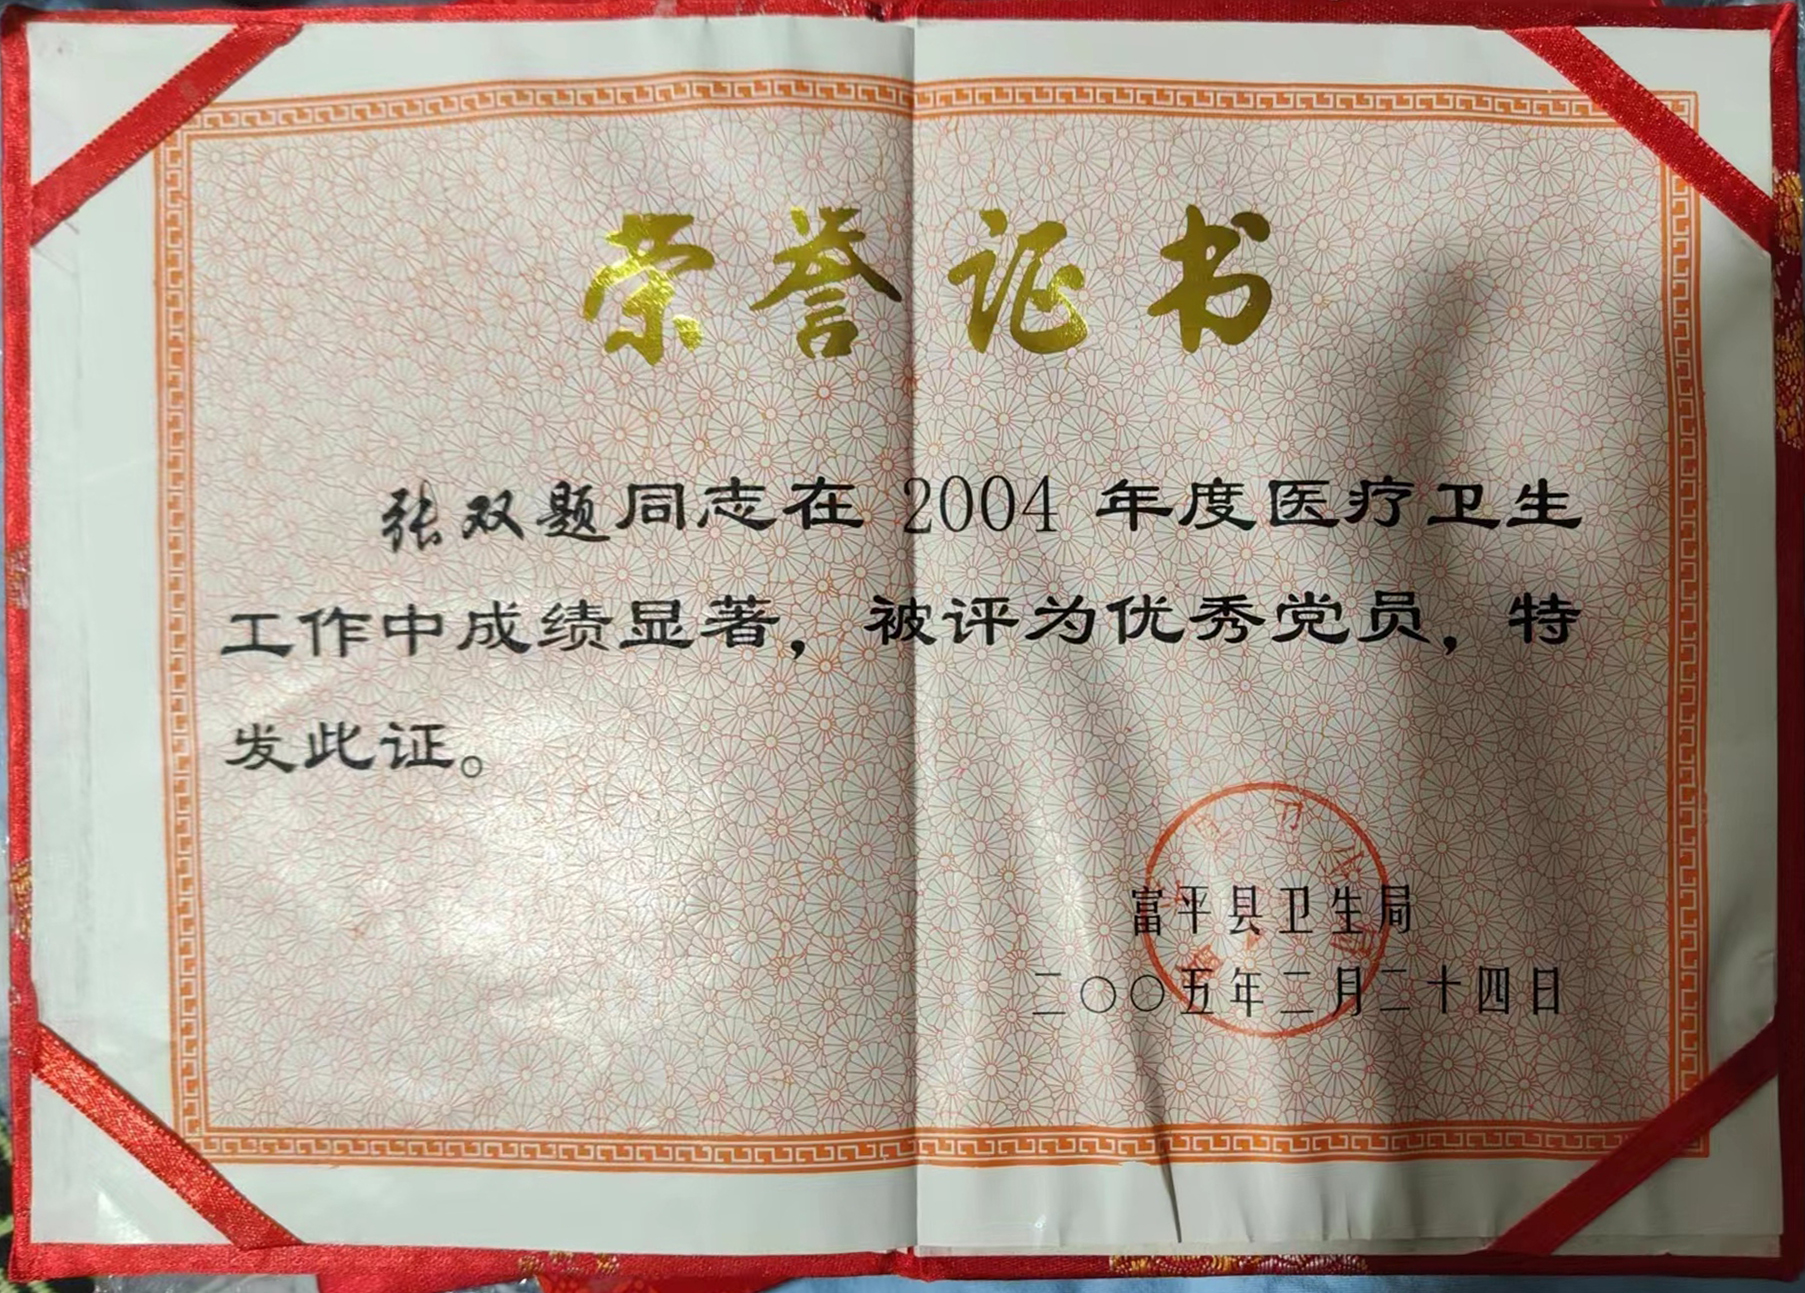 荣誉证书
张双题同志在 2004 年度医疗卫生
工作中成绩显著，被评为优秀党员，特
发此证。
富平县卫生局
二〇〇五年二月二十四日